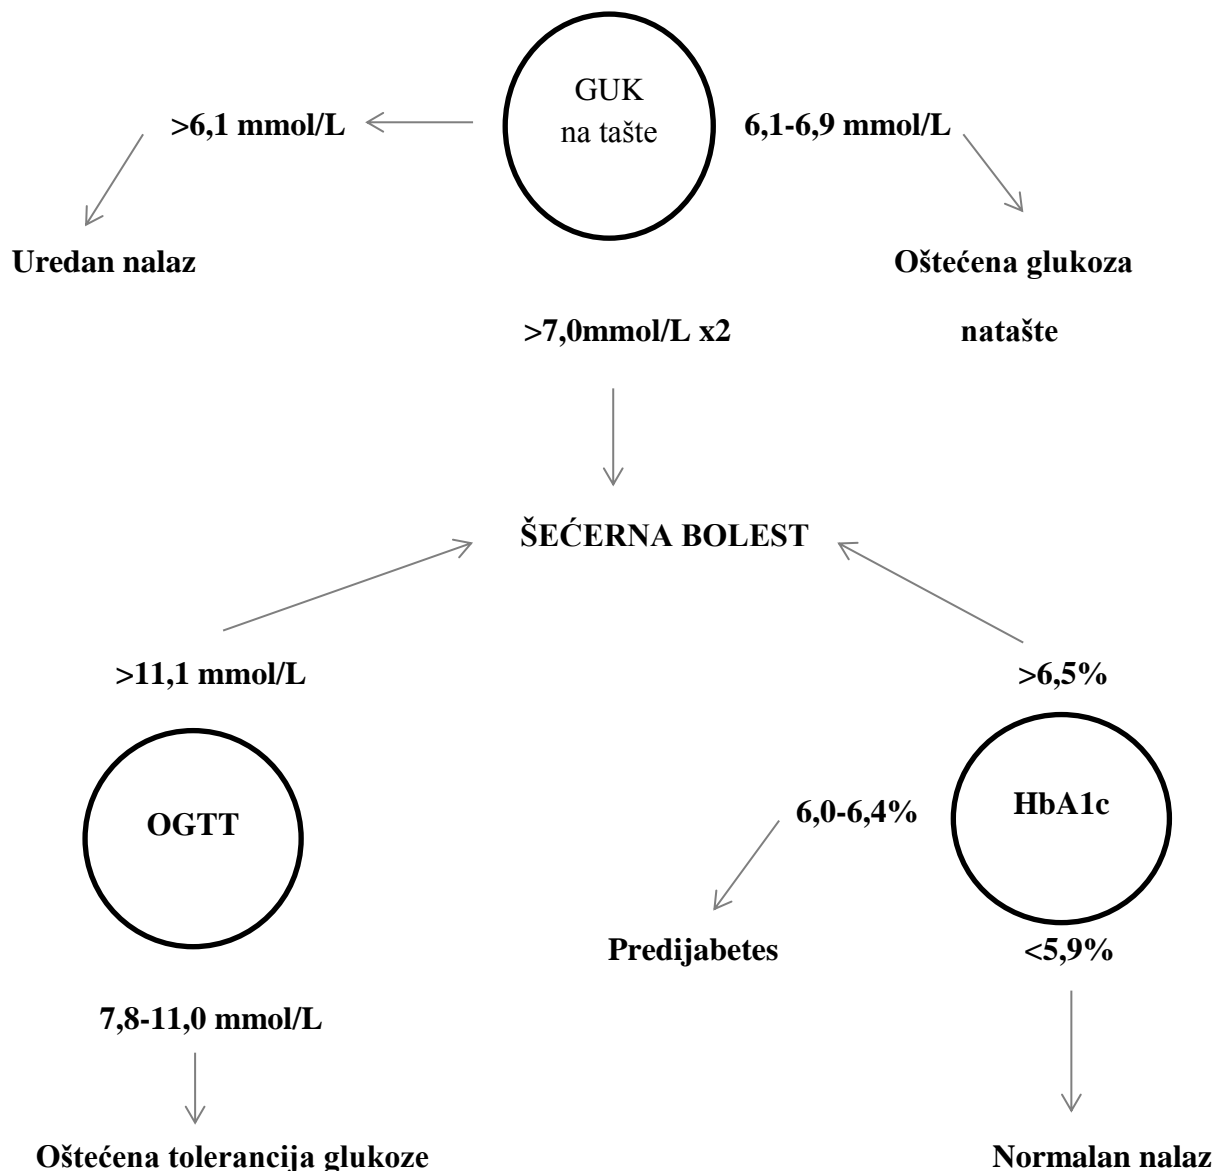 GUK
na tašte
>6,1 mmol/L
6,1-6,9 mmol/L
Uredan nalaz
Oštećena glukoza
natašte
>7,0mmol/L x2
ŠEĆERNA BOLEST
>11,1 mmol/L
>6,5%
OGTT
6,0-6,4%
HbA1c
Predijabetes
<5,9%
7,8-11,0 mmol/L
Oštećena tolerancija glukoze
Normalan nalaz